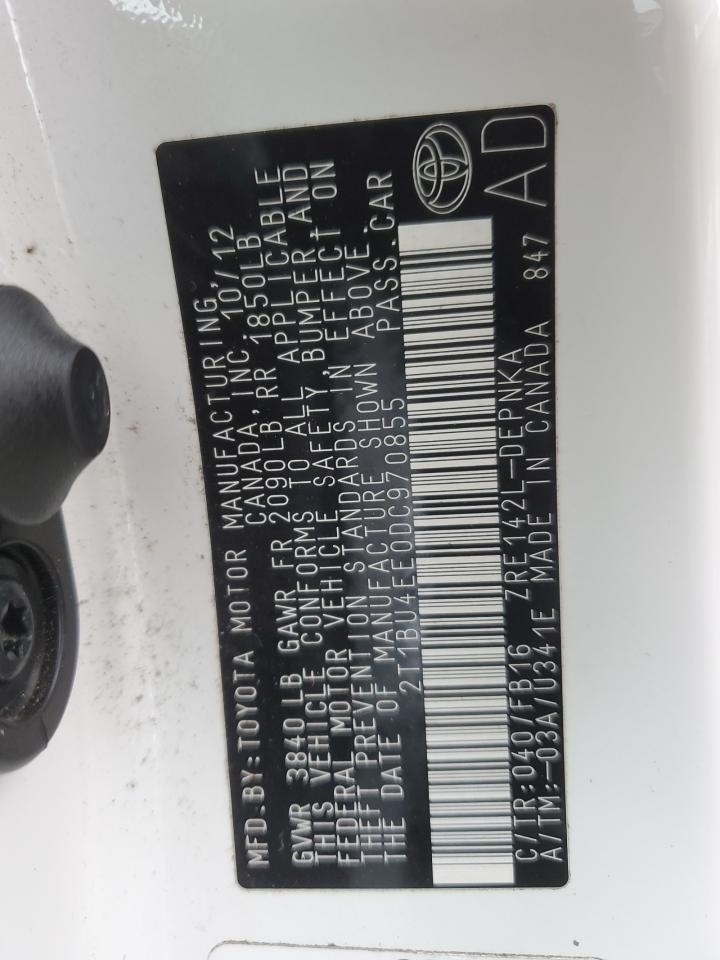 MFD.BY:TOYOTA MOTOR MANUFACTURING,
CANADA, INC. 10/12
GVWR 3840 LB GAWR FR 2090LB RR 1850LB
THIS VEHICLE CONFORMS TO ALL APPLICABLE
FEDERAL MOTOR VEHICLE SAFETY, BUMPER AND
THEFT PREVENTION STANDARDS IN EFFECT ON
THE DATE OF MANUFACTURE SHOWN ABOVE.
2T1BU4EE0DC970855 PASS.CAR
C/TR:040/FB16 ZRE142L-DEPNKA
A/TM:-03A/U341E MADE IN CANADA 847 AD